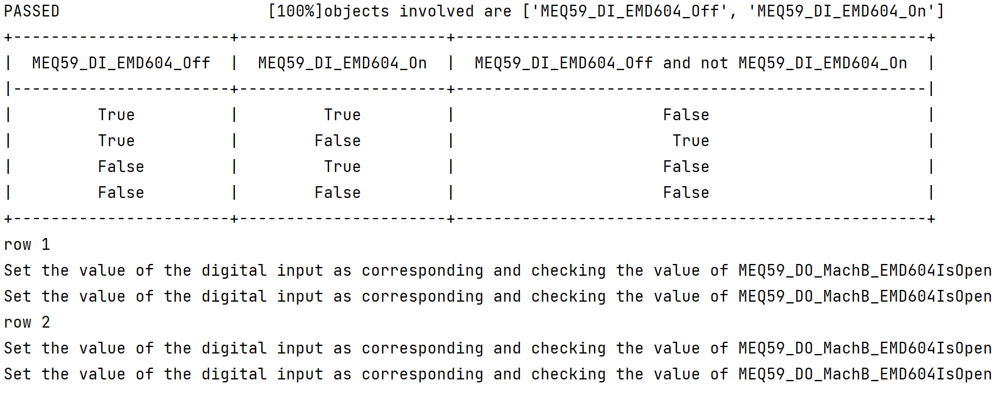 PASSED                      [100%]objects involved are ['MEQ59_DI_EMD604_Off', 'MEQ59_DI_EMD604_On']
+-----------------------+----------------------+--------------------------------------------------+
|  MEQ59_DI_EMD604_Off  |  MEQ59_DI_EMD604_On  |  MEQ59_DI_EMD604_Off and not MEQ59_DI_EMD604_On  |
|-----------------------+----------------------+--------------------------------------------------|
|         True          |         True         |                      False                       |
|         True          |        False         |                       True                       |
|         False         |         True         |                      False                       |
|         False         |        False         |                      False                       |
+-----------------------+----------------------+--------------------------------------------------+
row 1
Set the value of the digital input as corresponding and checking the value of MEQ59_DO_MachB_EMD604IsOpen
Set the value of the digital input as corresponding and checking the value of MEQ59_DO_MachB_EMD604IsOpen
row 2
Set the value of the digital input as corresponding and checking the value of MEQ59_DO_MachB_EMD604IsOpen
Set the value of the digital input as corresponding and checking the value of MEQ59_DO_MachB_EMD604IsOpen